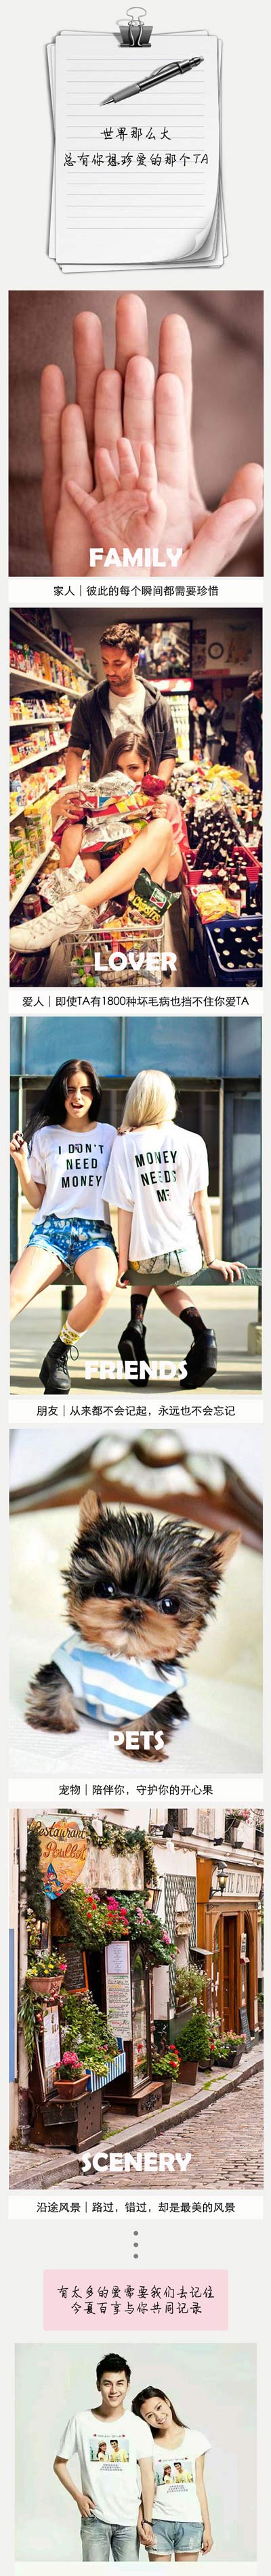 世界那么大
总有你想珍爱的那个TA
FAMILY
家人｜彼此的每个瞬间都需要珍惜
LOVER
爱人｜即使TA有1800种坏毛病也挡不住你爱TA
I DON'T
NEED
MONEY
MONEY
NEEDS
ME
FRIENDS
朋友｜从来都不会记起，永远也不会忘记
PETS
宠物｜陪伴你，守护你的开心果
Restaurant
Poulbot
SCENERY
沿途风景｜路过，错过，却是最美的风景
有太多的爱需要我们去记住
今夏百享与你共同记录